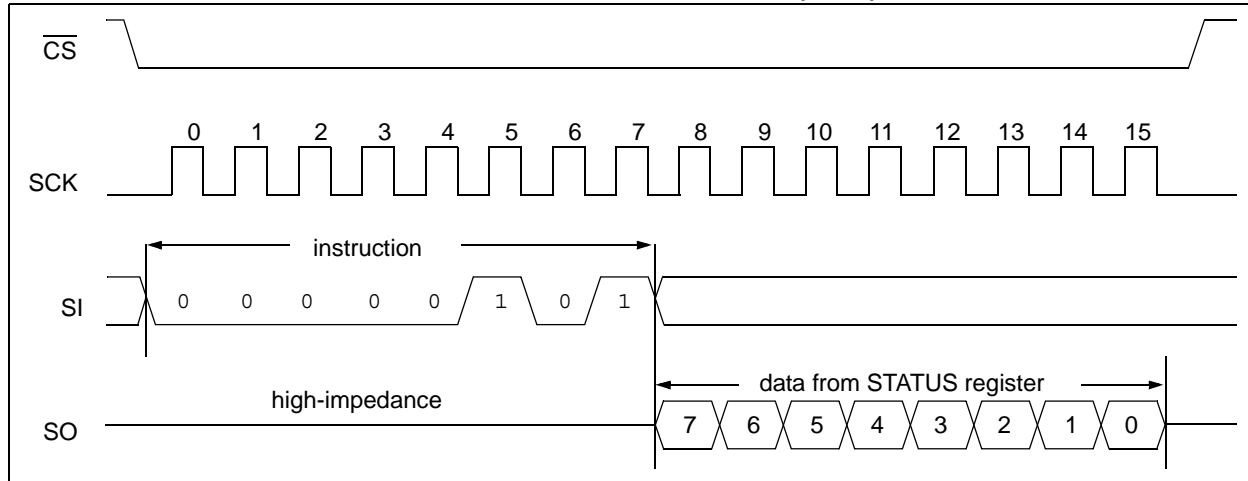 CS
0 1 2 3 4 5 6 7 8 9 10 11 12 13 14 15
SCK
instruction
SI 0 0 0 0 0 1 0 1
data from STATUS register
high-impedance
SO 7 6 5 4 3 2 1 0